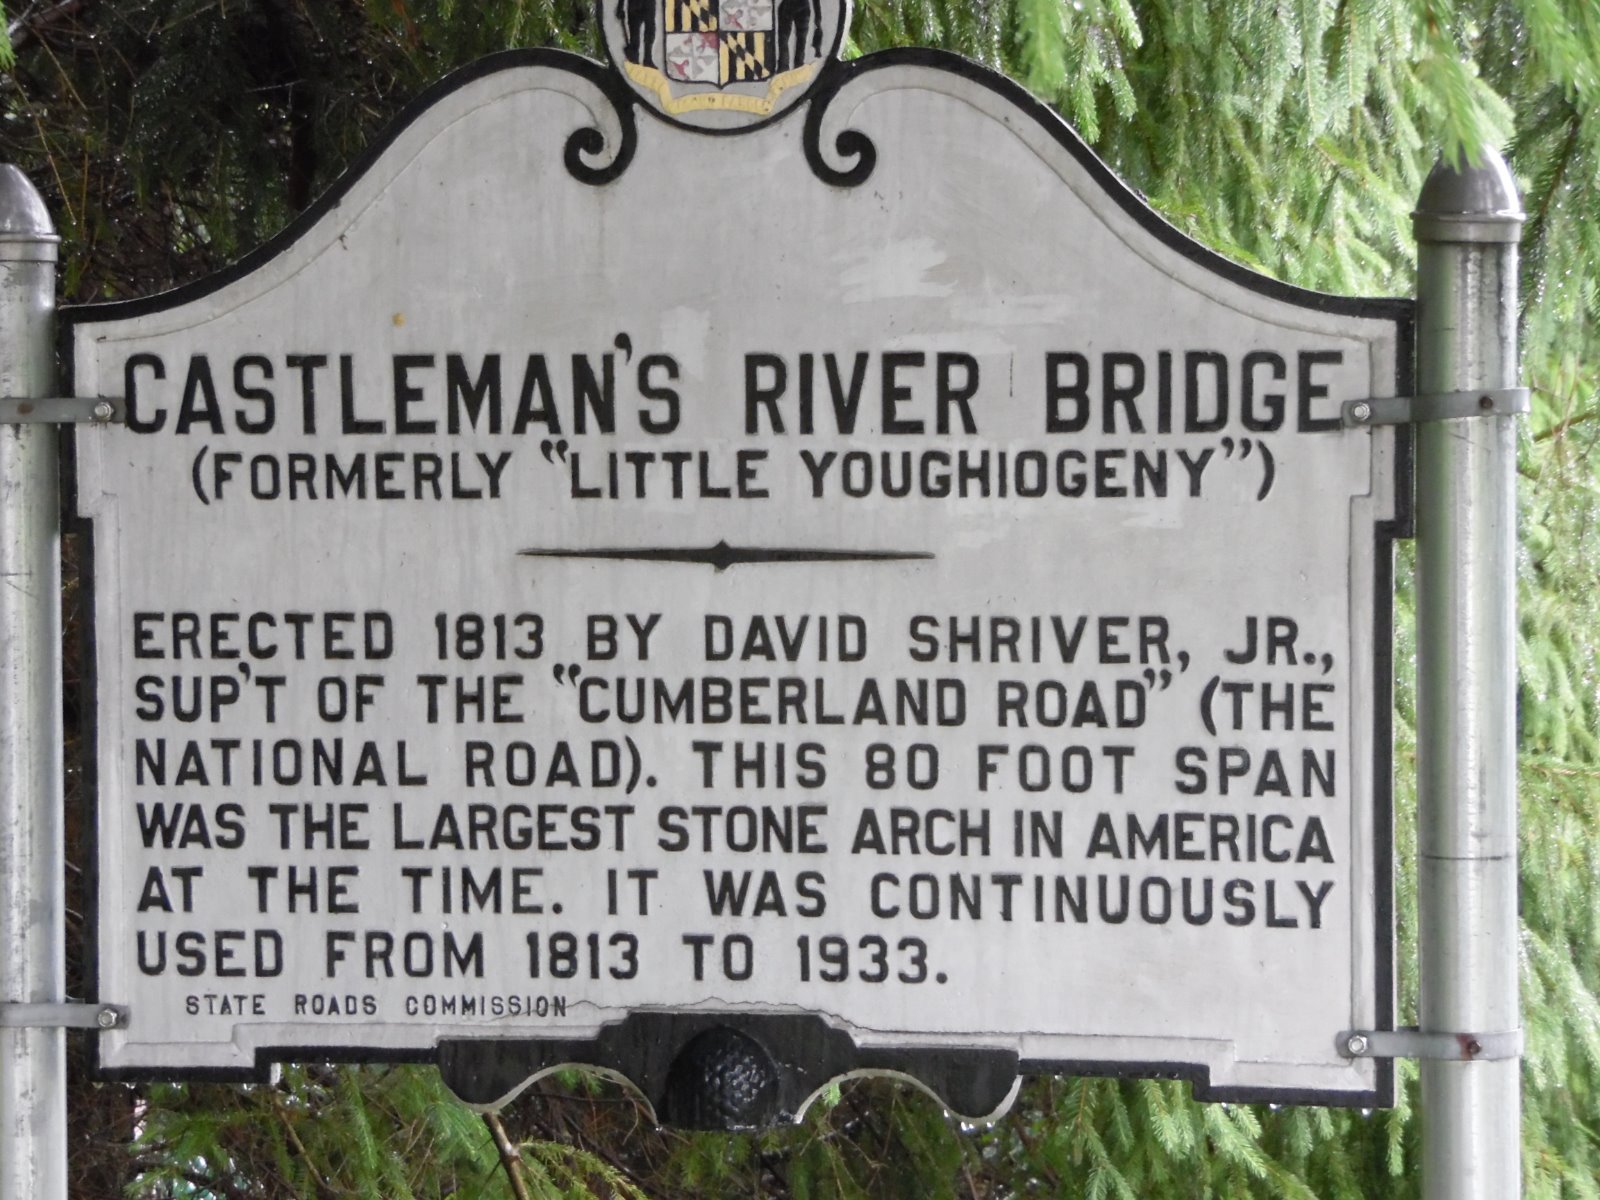 CASTLEMAN'S RIVER BRIDGE
(FORMERLY "LITTLE YOUGHIOGENY")
ERECTED 1813 BY DAVID SHRIVER, JR.,
SUP'T OF THE "CUMBERLAND ROAD" (THE
NATIONAL ROAD). THIS 80 FOOT SPAN
WAS THE LARGEST STONE ARCH IN AMERICA
AT THE TIME. IT WAS CONTINUOUSLY
USED FROM 1813 TO 1933.
STATE ROADS COMMISSION